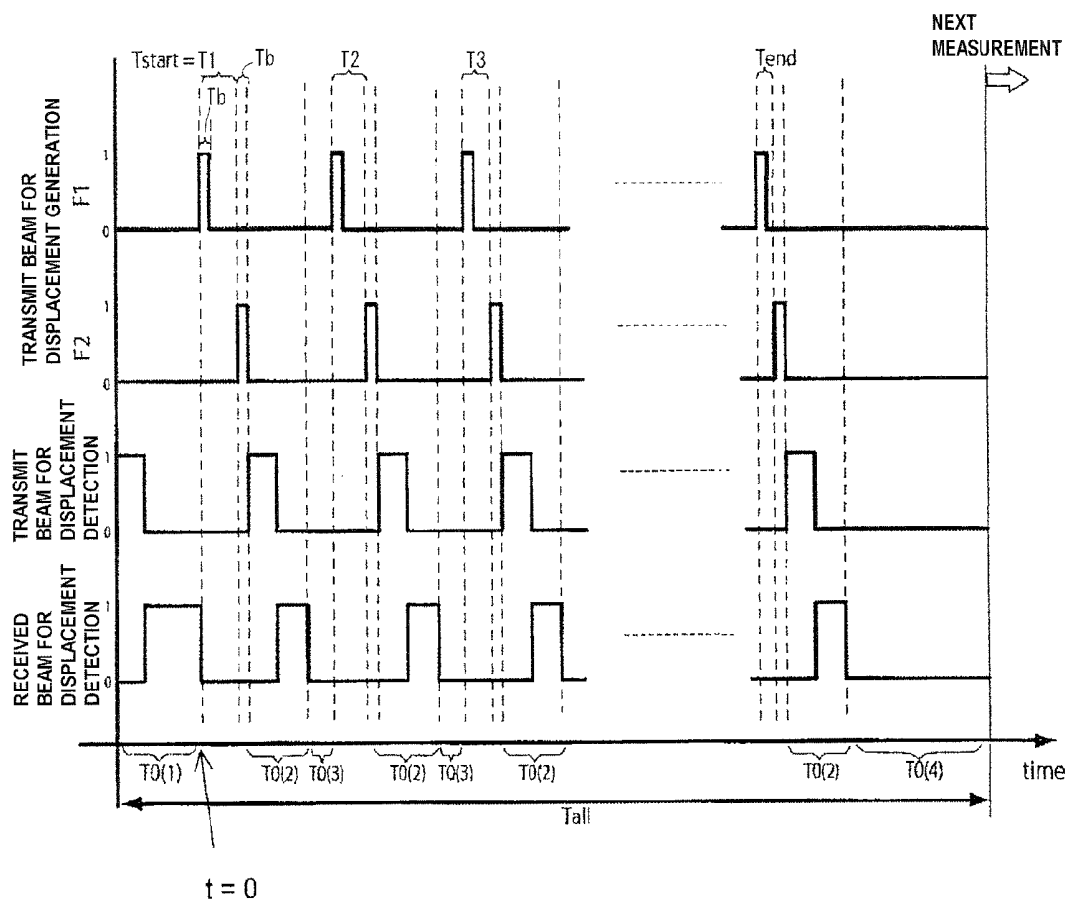 NEXT
MEASUREMENT
Tstart = T1
Tb
T2
T3
Tend
Tb
TRANSMIT BEAM FOR
DISPLACEMENT GENERATION
F1
1
0
F2
1
0
TRANSMIT
BEAM FOR
DISPLACEMENT
DETECTION
1
0
RECEIVED
BEAM FOR
DISPLACEMENT
DETECTION
1
0
T0(1)
T0(2)
T0(3)
T0(2)
T0(3)
T0(2)
T0(2)
T0(4)
time
Tall
t = 0